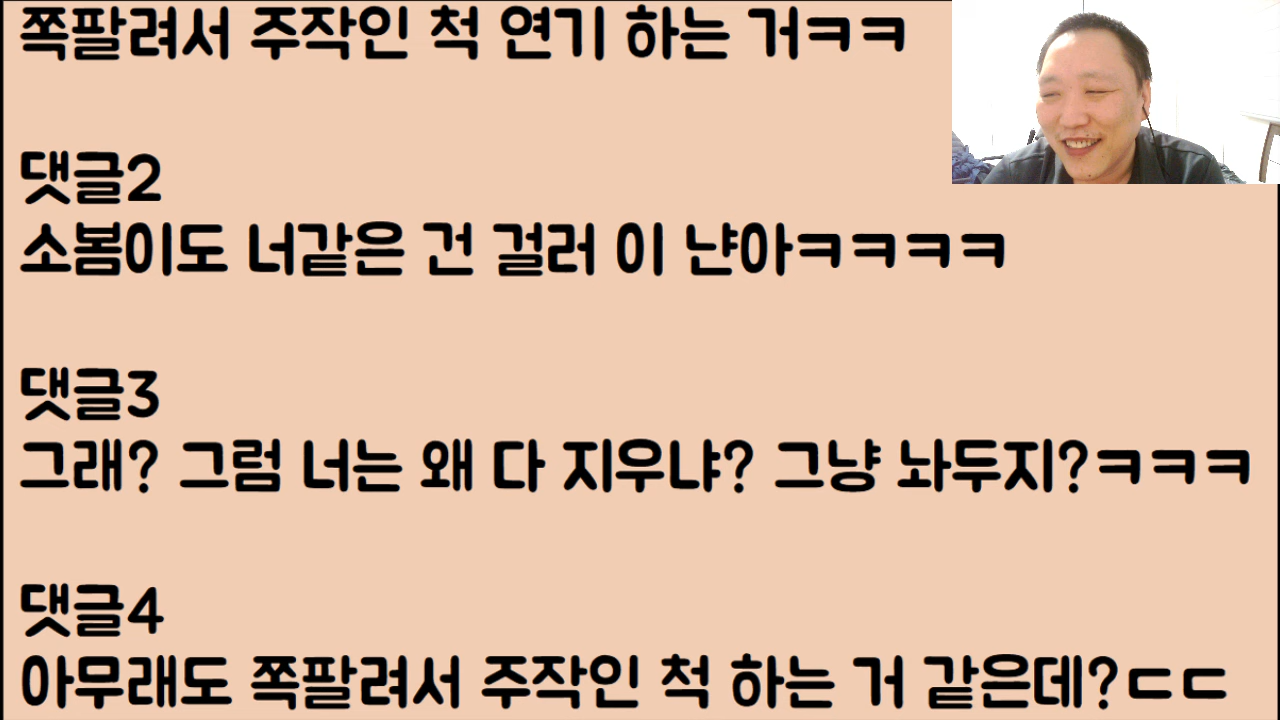 쪽팔려서 주작인 척 연기 하는 거ㅋㅋ
댓글2
소봄이도 너같은 건 걸러 이 냔아ㅋㅋㅋㅋ
댓글3
그래? 그럼 너는 왜 다 지우냐? 그냥 놔두지?ㅋㅋㅋ
댓글4
아무래도 쪽팔려서 주작인 척 하는 거 같은데?ㄷㄷ